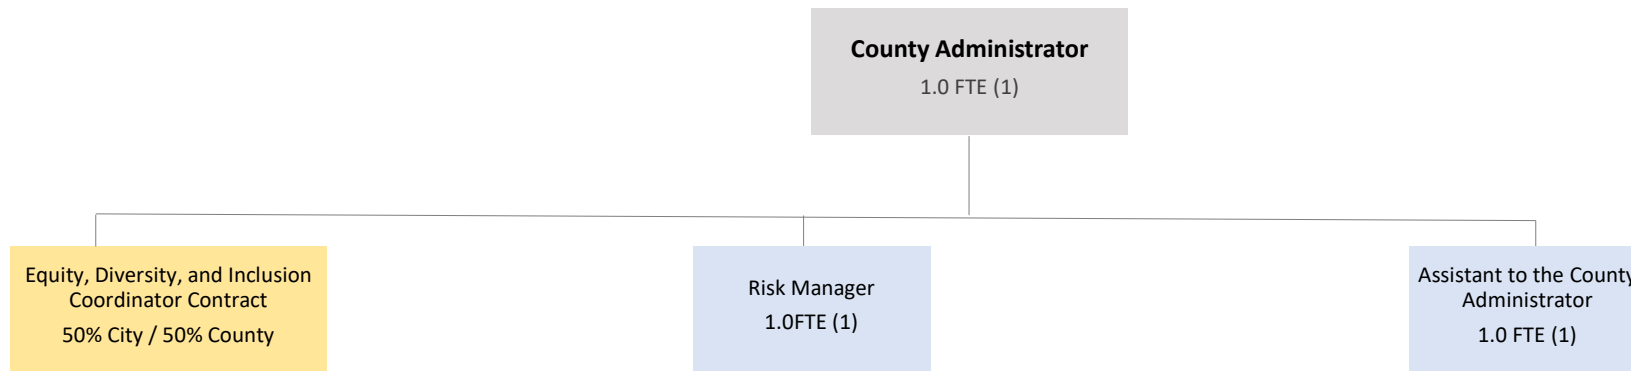 County Administrator
1.0 FTE (1)
Equity, Diversity, and Inclusion
Coordinator Contract
50% City / 50% County
Risk Manager
1.0FTE (1)
Assistant to the County
Administrator
1.0 FTE (1)